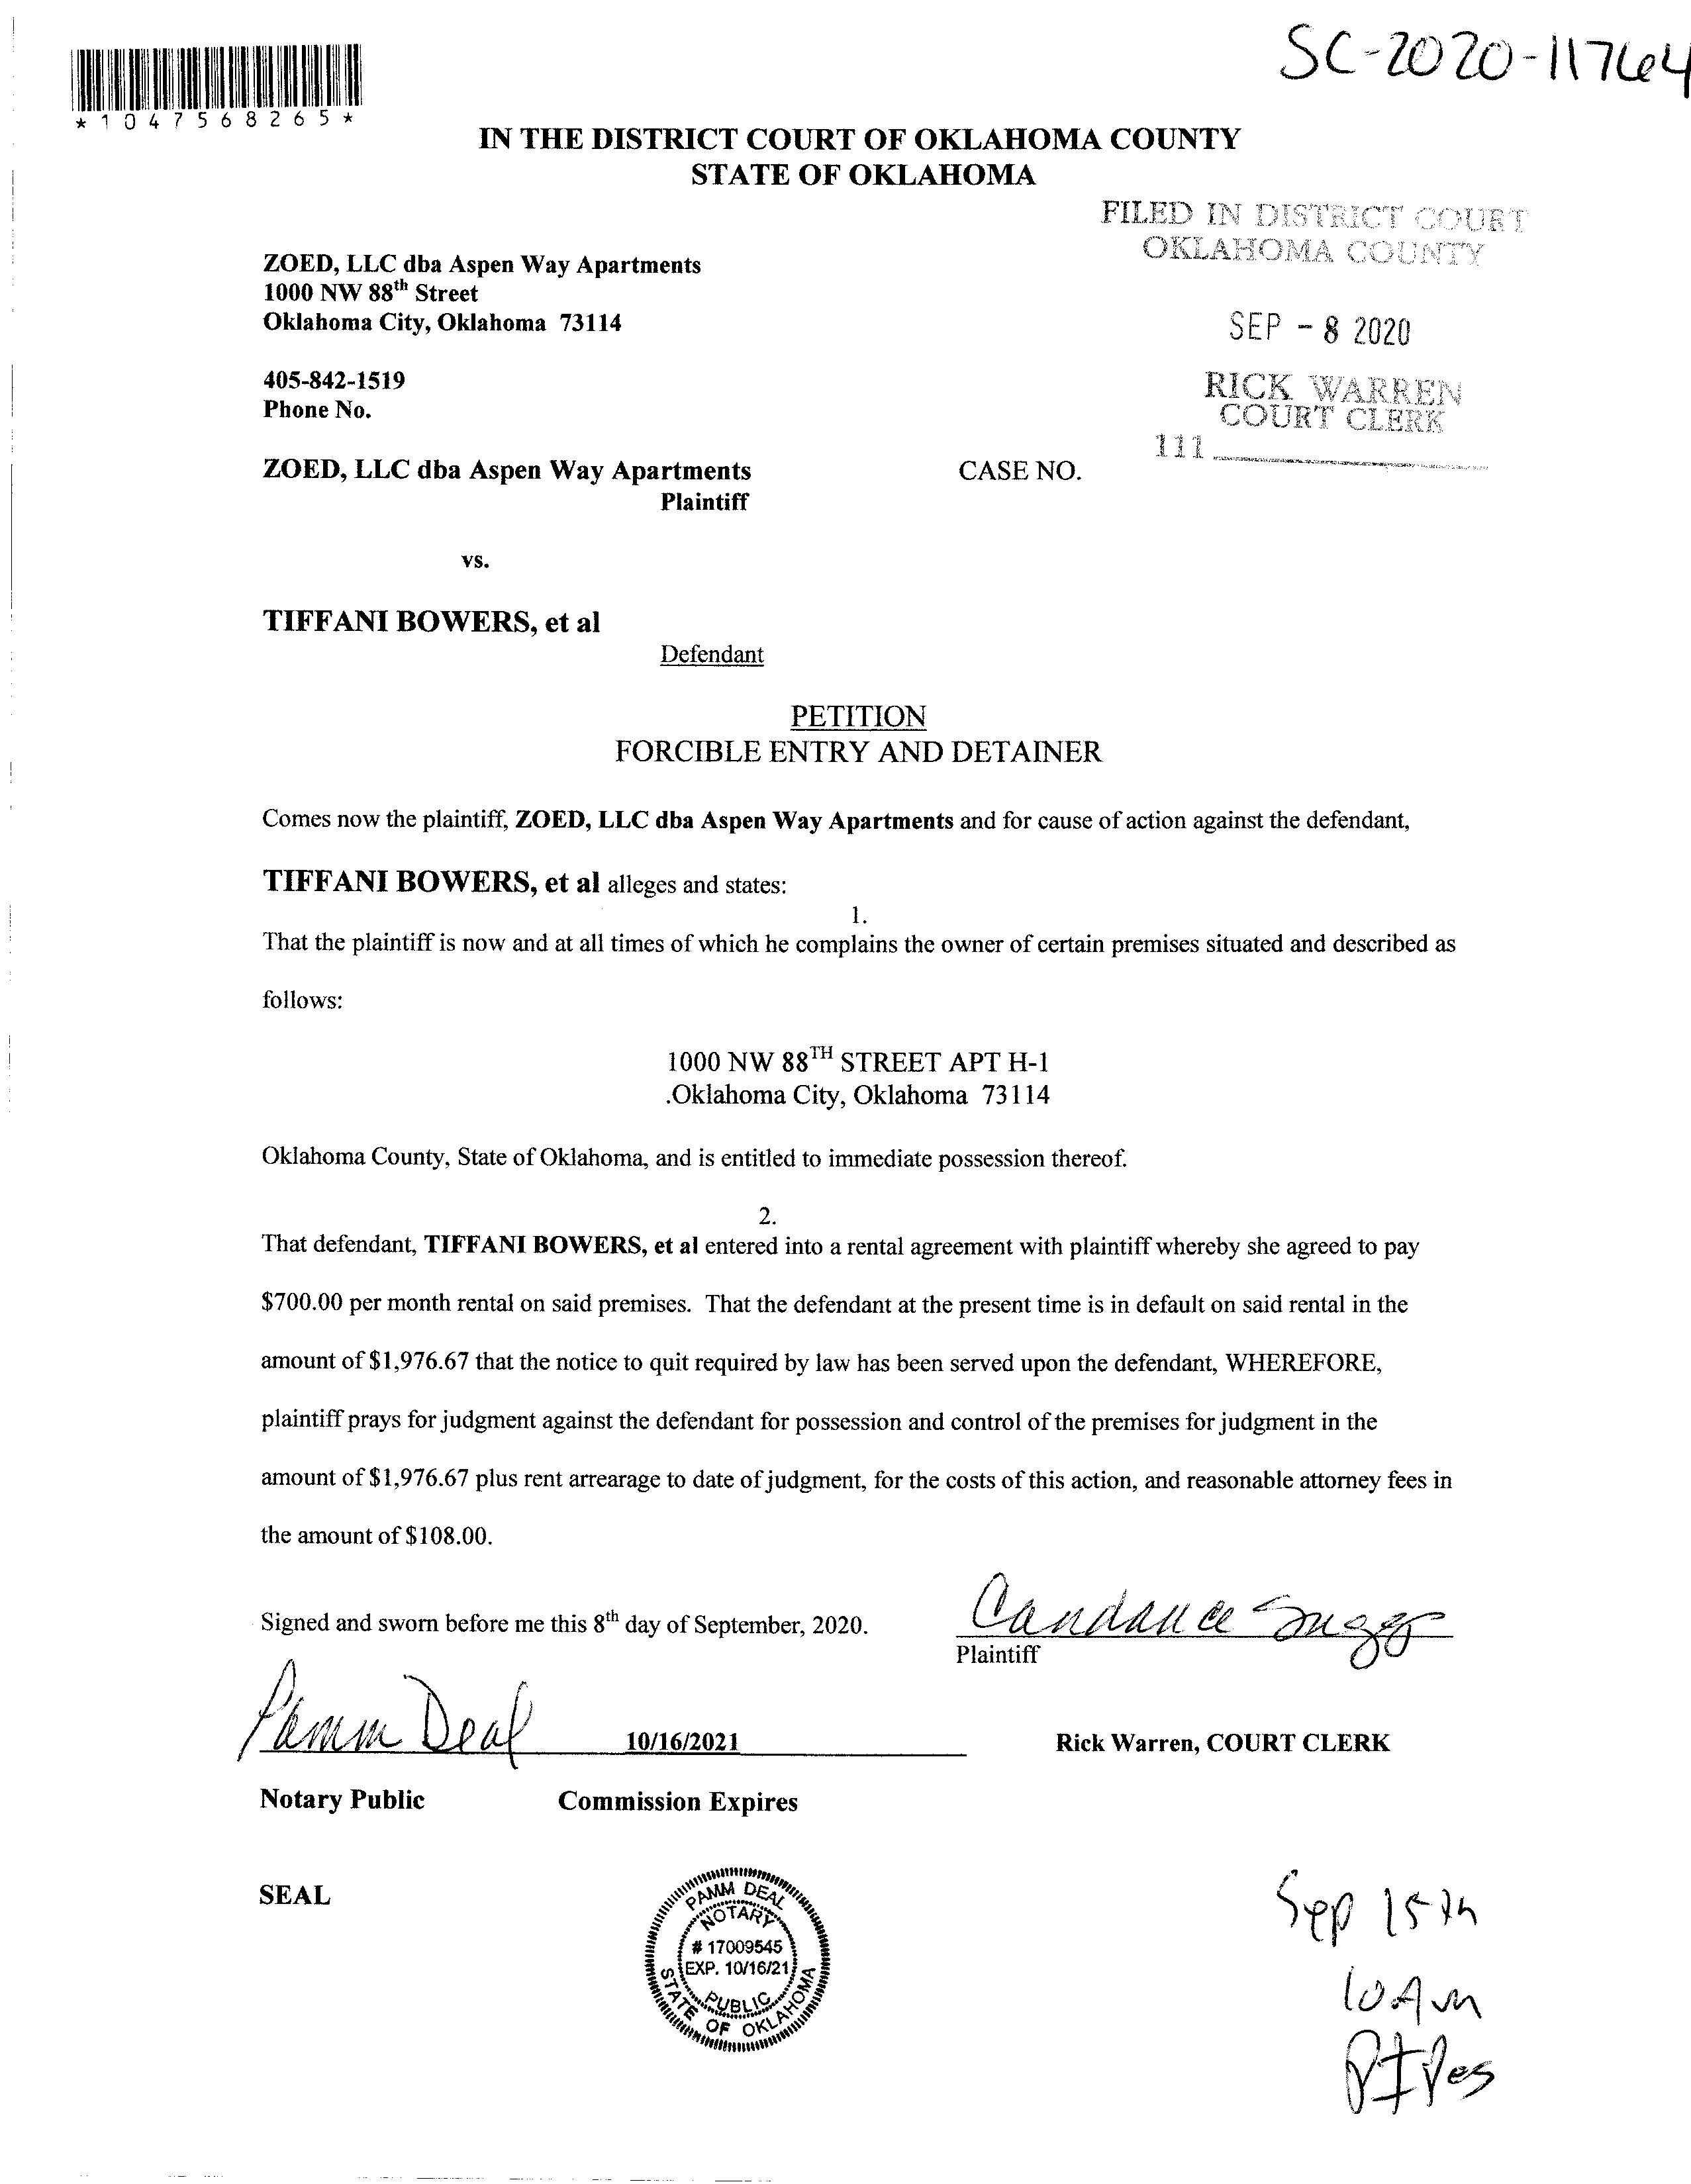 SC-2020-11764
*1047568265*
IN THE DISTRICT COURT OF OKLAHOMA COUNTY
STATE OF OKLAHOMA
FILED IN DISTRICT COURT
OKLAHOMA COUNTY
ZOED, LLC dba Aspen Way Apartments
1000 NW 88th Street
Oklahoma City, Oklahoma 73114
SEP - 8 2020
405-842-1519
Phone No.
RICK WARREN
COURT CLERK
111
ZOED, LLC dba Aspen Way Apartments
CASE NO.
Plaintiff
vs.
TIFFANI BOWERS, et al
Defendant
PETITION
FORCIBLE ENTRY AND DETAINER
Comes now the plaintiff, ZOED, LLC dba Aspen Way Apartments and for cause of action against the defendant,
TIFFANI BOWERS, et al alleges and states:
1.
That the plaintiff is now and at all times of which he complains the owner of certain premises situated and described as
follows:
1000 NW 88TH STREET APT H-1
.Oklahoma City, Oklahoma 73114
Oklahoma County, State of Oklahoma, and is entitled to immediate possession thereof.
2.
That defendant, TIFFANI BOWERS, et al entered into a rental agreement with plaintiff whereby she agreed to pay
$700.00 per month rental on said premises. That the defendant at the present time is in default on said rental in the
amount of $1,976.67 that the notice to quit required by law has been served upon the defendant, WHEREFORE,
plaintiff prays for judgment against the defendant for possession and control of the premises for judgment in the
amount of $1,976.67 plus rent arrearage to date of judgment, for the costs of this action, and reasonable attorney fees in
the amount of $108.00.
Signed and sworn before me this 8th day of September, 2020.
Candance Suggs
Plaintiff
Pamm Deal
10/16/2021
Rick Warren, COURT CLERK
Notary Public Commission Expires
SEAL
PAMM DEAL
NOTARY
# 17009545
EXP. 10/16/21
PUBLIC
STATE OF OKLAHOMA
Sep 15th
10AM